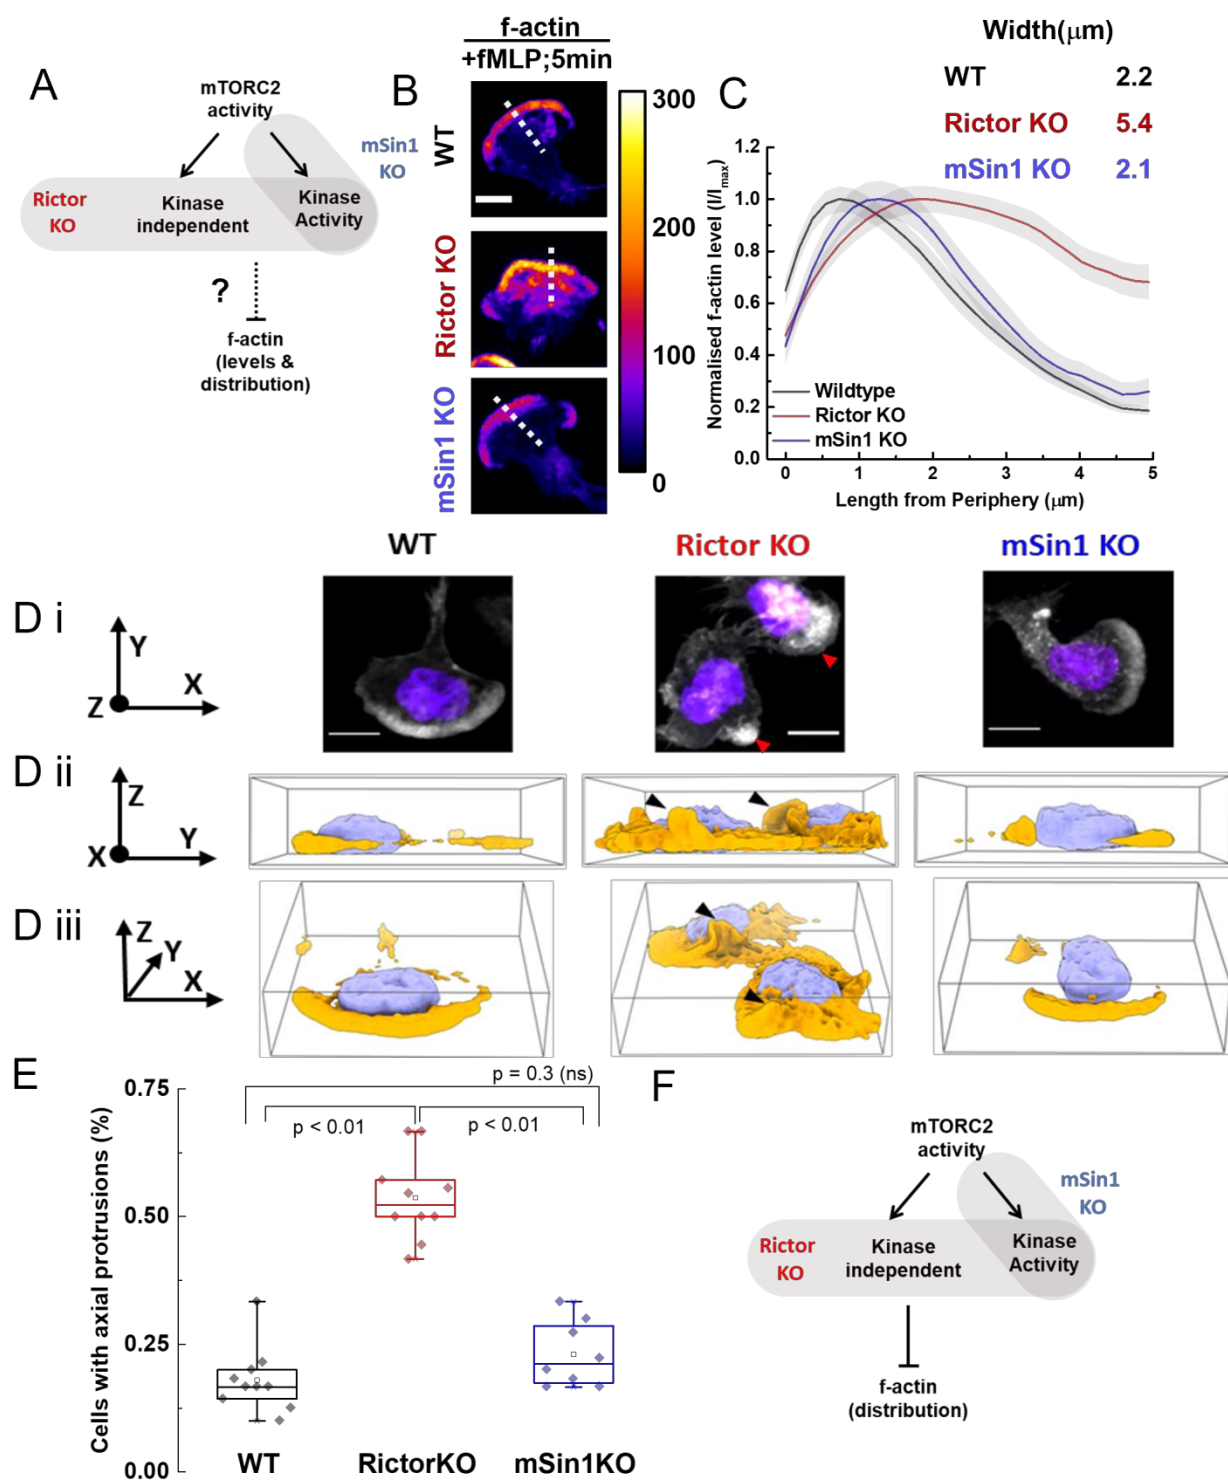 A
mTORC2
activity
mSin1
KO
Rictor
KO
Kinase
independent
Kinase
Activity
?
f-actin
(levels &
distribution)
B
f-actin
+fMLP;5min
WT
Rictor KO
mSin1 KO
300
200
100
0
C
Width(μm)
WT 2.2
Rictor KO 5.4
mSin1 KO 2.1
Normalised f-actin level (I/Imax)
1.2
1.0
0.8
0.6
0.4
0.2
0.0
Wildtype
Rictor KO
mSin1 KO
0 1 2 3 4 5
Length from Periphery (μm)
WT Rictor KO mSin1 KO
D i
Y
X
Z
D ii
Z
X
Y
D iii
Z
Y
X
E
Cells with axial protrusions (%)
0.75
0.50
0.25
0.00
p = 0.3 (ns)
p < 0.01
p < 0.01
WT RictorKO mSin1KO
F
mTORC2
activity
mSin1
KO
Rictor
KO
Kinase
independent
Kinase
Activity
f-actin
(distribution)